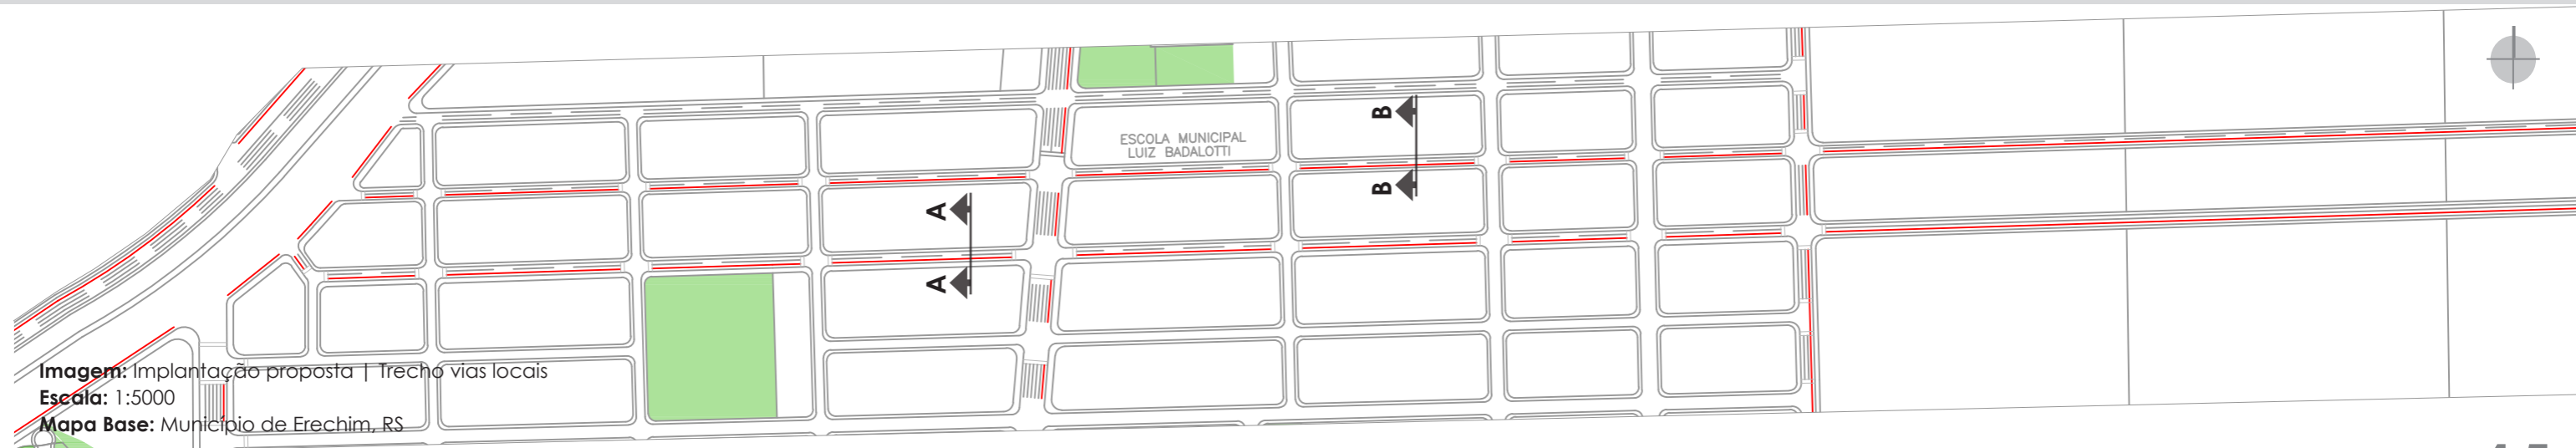 ESCOLA MUNICIPAL
LUIZ BADALOTTI
B
B
A
A
Imagem: Implantação proposta | Trecho vias locais
Escala: 1:5000
Mapa Base: Município de Erechim, RS